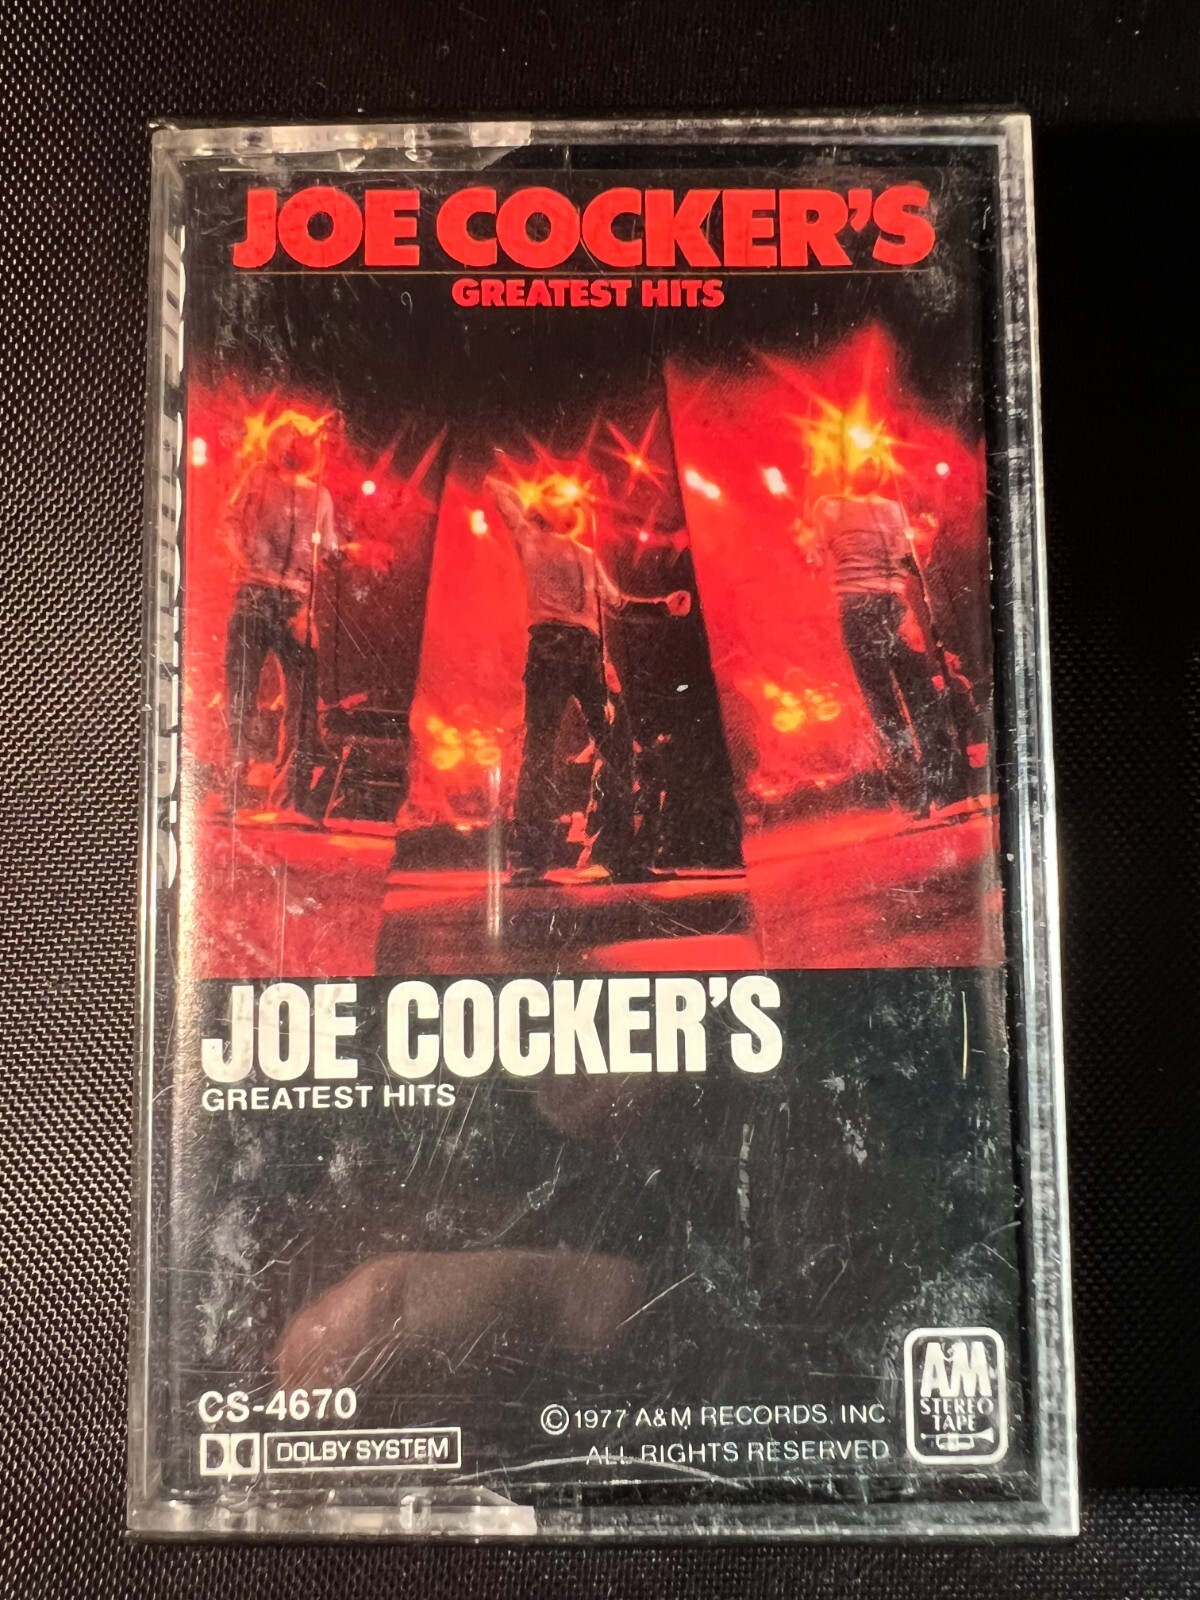 JOE COCKER'S
GREATEST HITS
JOE COCKER'S
GREATEST HITS
CS-4670
DOLBY SYSTEM
©1977 A&M RECORDS, INC.
ALL RIGHTS RESERVED
A&M
STEREO
TAPE